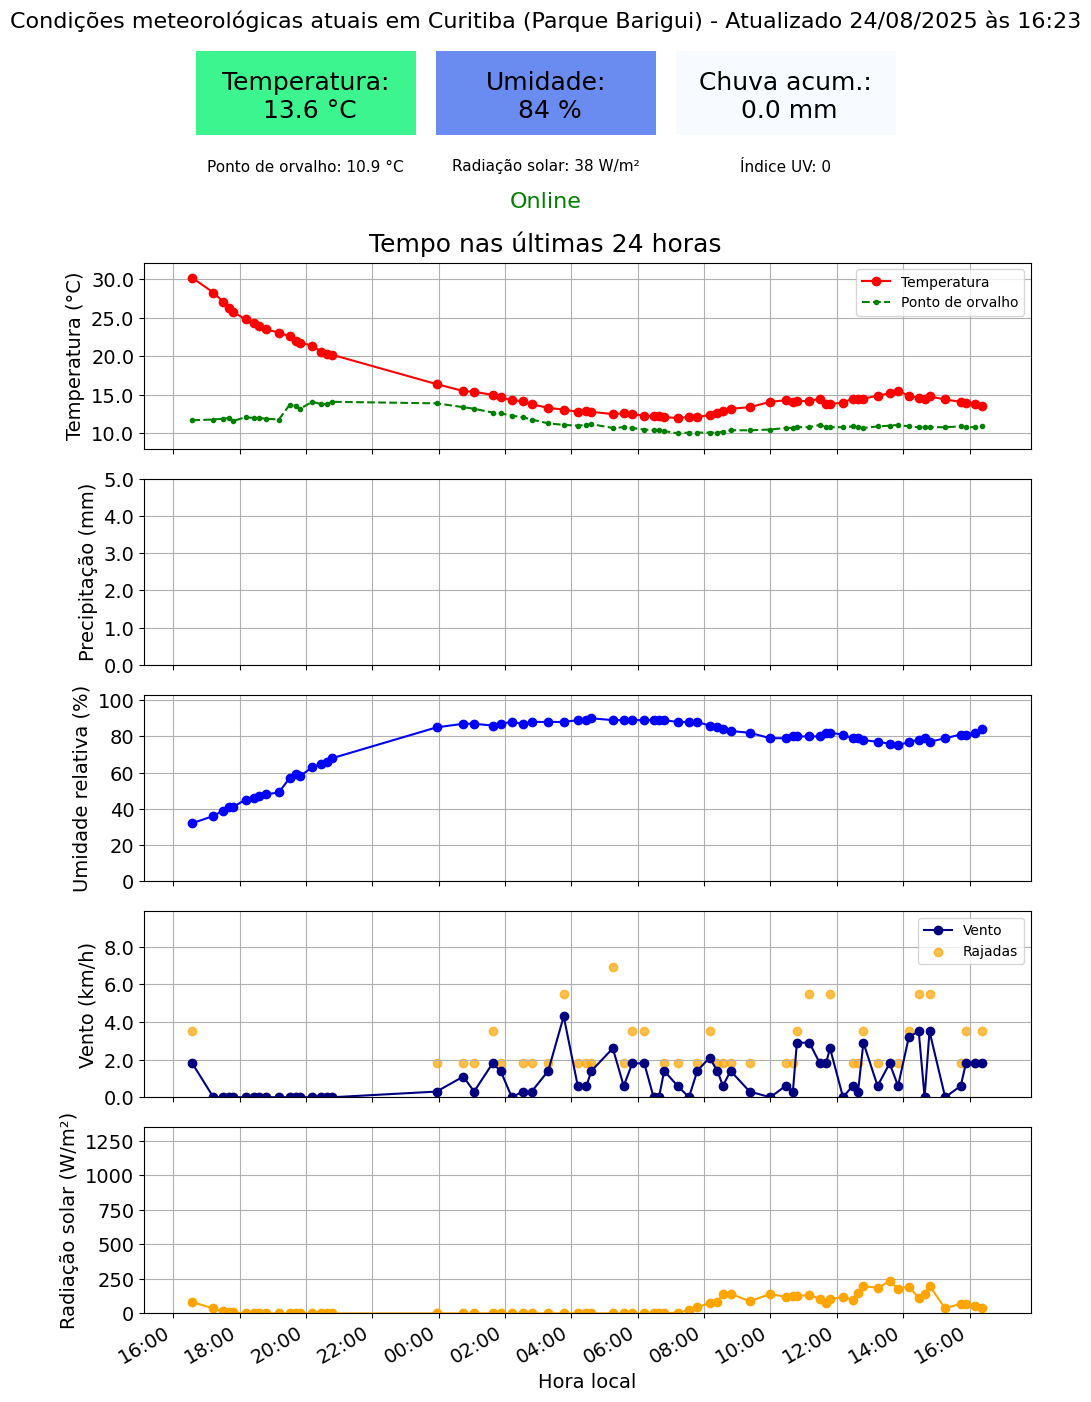 Condições meteorológicas atuais em Curitiba (Parque Barigui) - Atualizado 24/08/2025 às 16:23
Temperatura:
13.6 °C
Umidade:
84 %
Chuva acum.:
0.0 mm
Ponto de orvalho: 10.9 °C
Radiação solar: 38 W/m²
Índice UV: 0
Online
Tempo nas últimas 24 horas
Temperatura (°C)
30.0
25.0
20.0
15.0
10.0
Temperatura
Ponto de orvalho
Precipitação (mm)
5.0
4.0
3.0
2.0
1.0
0.0
Umidade relativa (%)
100
80
60
40
20
0
Vento (km/h)
8.0
6.0
4.0
2.0
0.0
Vento
Rajadas
Radiação solar (W/m²)
1250
1000
750
500
250
0
16:00
18:00
20:00
22:00
00:00
02:00
04:00
06:00
08:00
10:00
12:00
14:00
16:00
Hora local